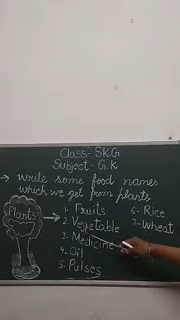 Class- SKG
Subject- G.K
→ write some food names
which we get from plants
Plants
1. Fruits
2. Vegetable
3- Medicine
4- Oil
5- Pulses
6- Rice
7- Wheat